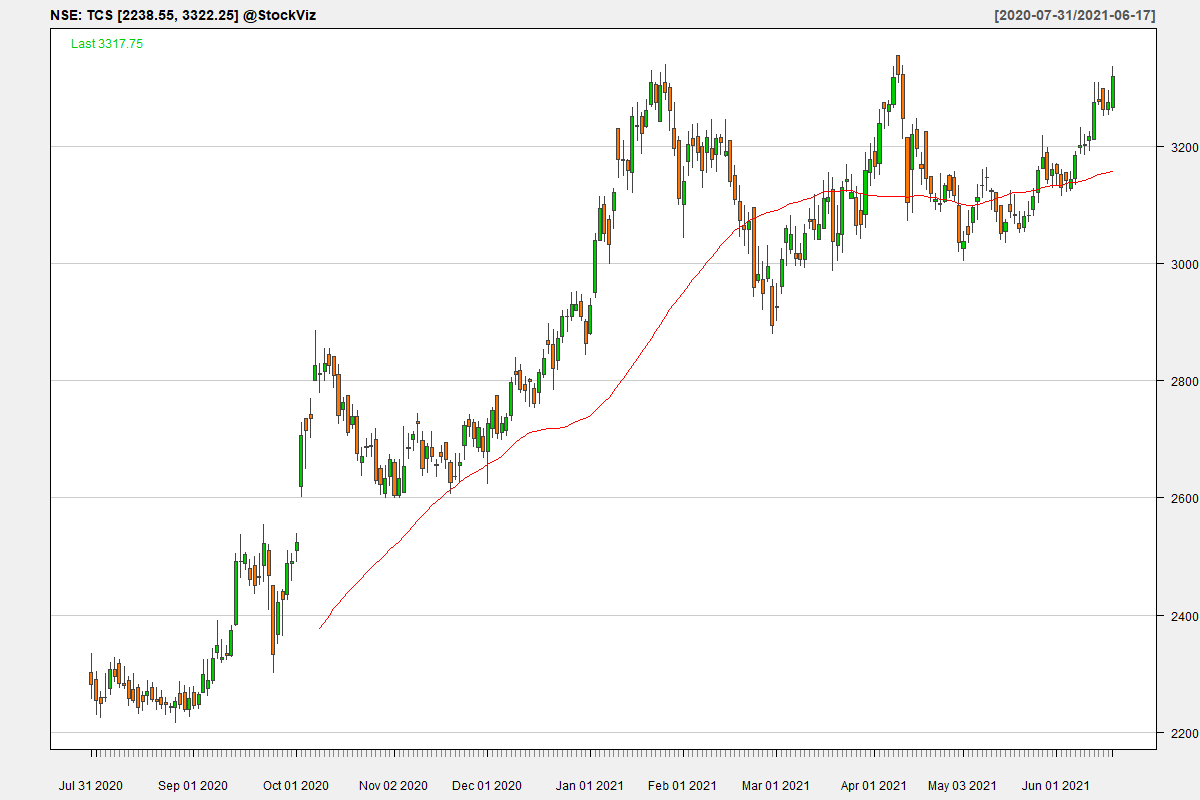 NSE: TCS [2238.55, 3322.25] @StockViz
[2020-07-31/2021-06-17]
Last 3317.75
3200
3000
2800
2600
2400
2200
Jul 31 2020
Sep 01 2020
Oct 01 2020
Nov 02 2020
Dec 01 2020
Jan 01 2021
Feb 01 2021
Mar 01 2021
Apr 01 2021
May 03 2021
Jun 01 2021